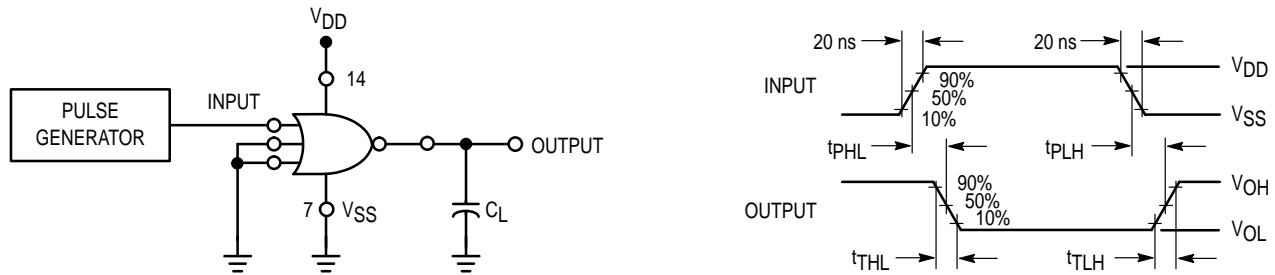 VDD
14
PULSE
GENERATOR
INPUT
OUTPUT
7
VSS
CL
20 ns
20 ns
INPUT
90%
50%
10%
VDD
VSS
tPHL
tPLH
OUTPUT
90%
50%
10%
VOH
VOL
tTHL
tTLH